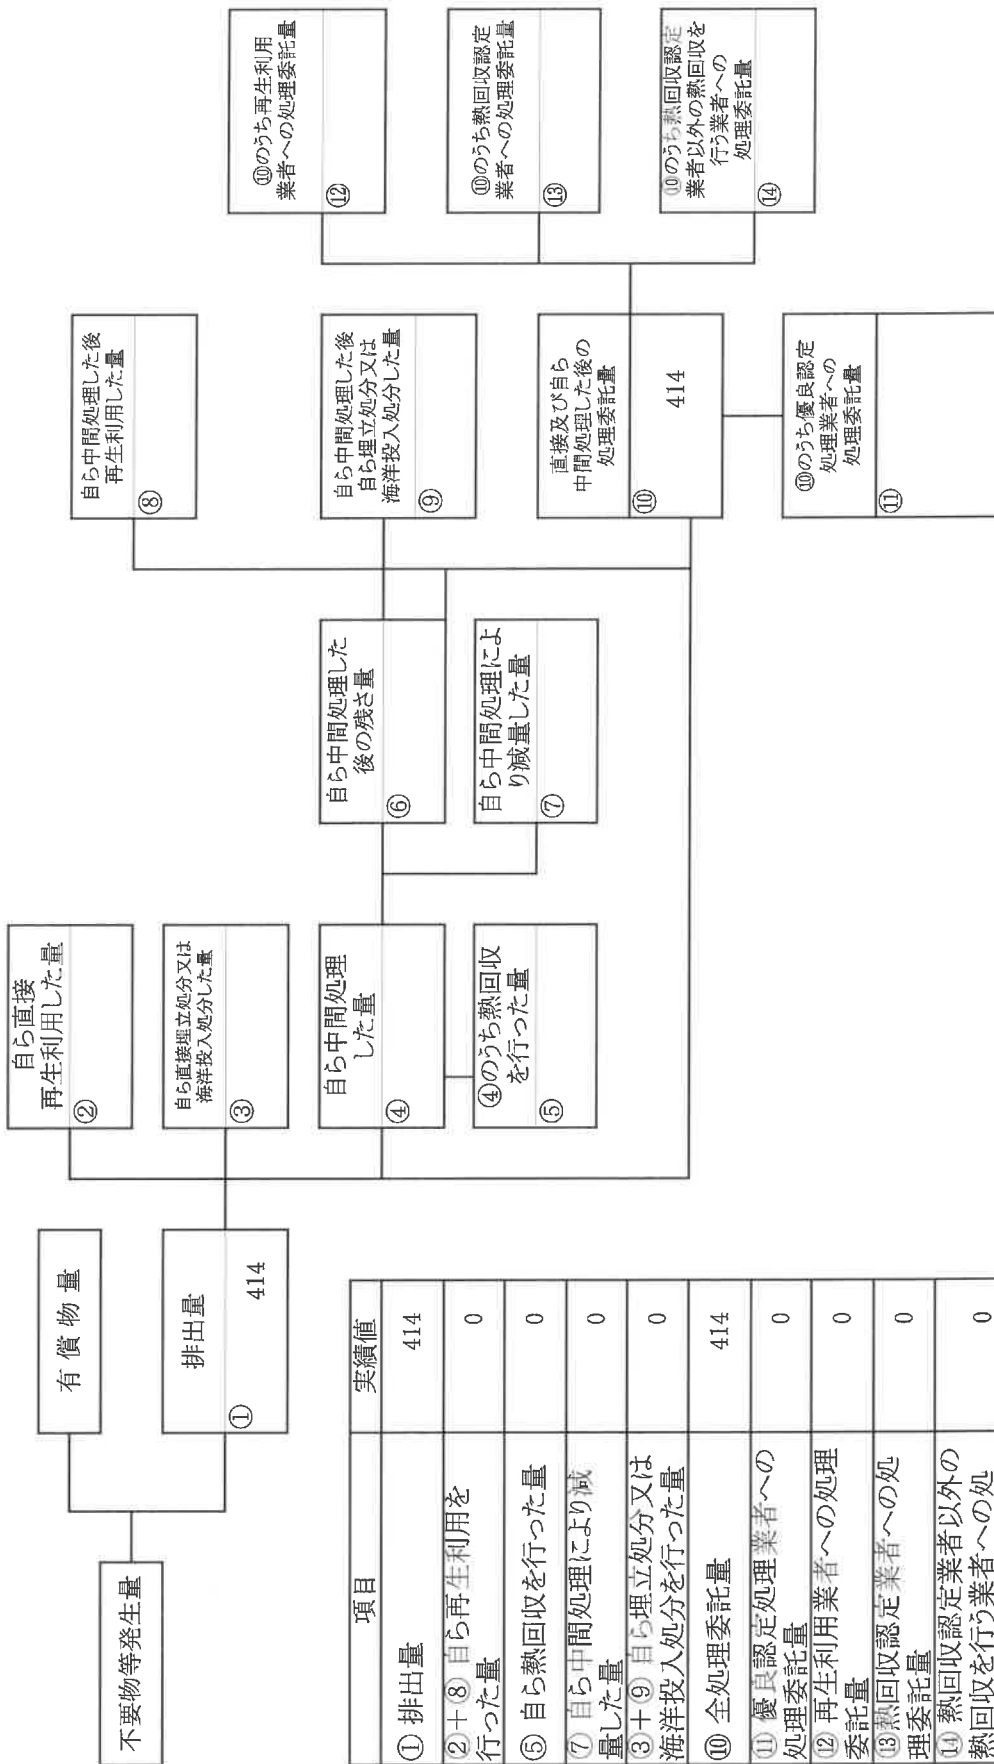 不要物等発生量
有償物量
排出量
①
414
自ら直接
再生利用した量
②
自ら直接埋立処分又は
海洋投入処分した量
③
自ら中間処理
した量
④
④のうち熱回収
を行った量
⑤
自ら中間処理した
後の残さ量
⑥
自ら中間処理によ
り減量した量
⑦
自ら中間処理した後
再生利用した量
⑧
自ら中間処理した後
自ら埋立処分又は
海洋投入処分した量
⑨
直接及び自ら
中間処理した後の
処理委託量
⑩
414
⑩のうち優良認定
処理業者への
処理委託量
⑪
⑩のうち再生利用
業者への処理委託量
⑫
⑩のうち熱回収認定
業者への処理委託量
⑬
⑩のうち熱回収認定
業者以外の熱回収を
行う業者への
処理委託量
⑭
項目 実績値
①排出量 414
②+⑧ 自ら再生利用を
行った量 0
⑤ 自ら熱回収を行った量 0
⑦ 自ら中間処理により減
量した量 0
③+⑨ 自ら埋立処分又は
海洋投入処分を行った量 0
⑩ 全処理委託量 414
⑪ 優良認定処理業者への
処理委託量 0
⑫ 再生利用業者への処理
委託量 0
⑬熱回収認定業者への処
理委託量 0
⑭ 熱回収認定業者以外の
熱回収を行う業者への処 0